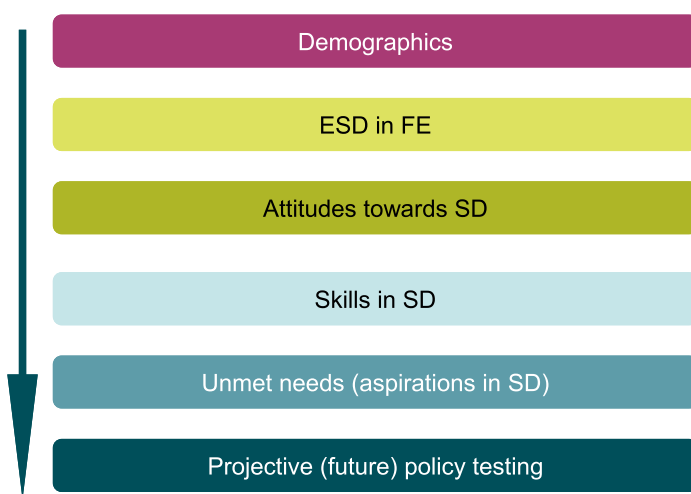 Demographics
ESD in FE
Attitudes towards SD
Skills in SD
Unmet needs (aspirations in SD)
Projective (future) policy testing